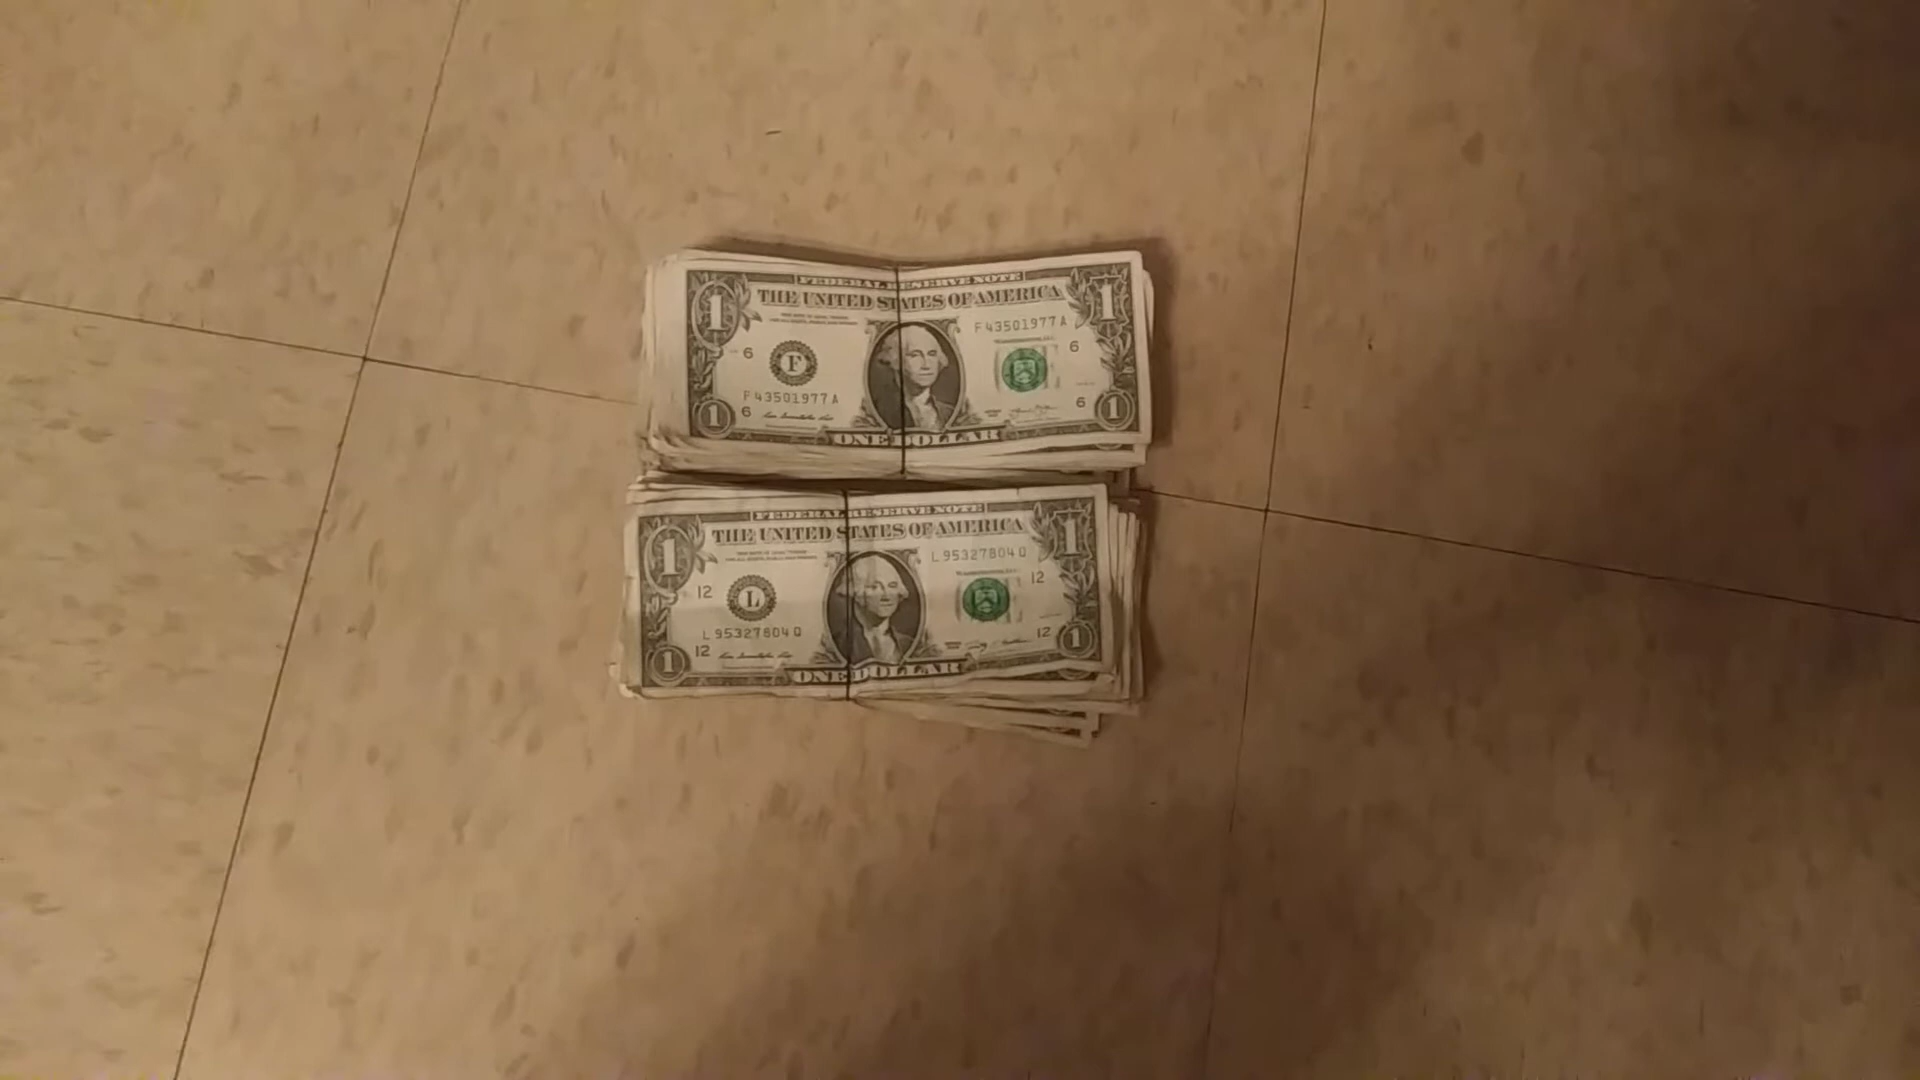 FEDERAL RESERVE NOTE
THE UNITED STATES OF AMERICA
1 1
F 43501977 A
6 F 6
F 43501977 A
6 6
1 ONE DOLLAR 1
FEDERAL RESERVE NOTE
THE UNITED STATES OF AMERICA
1 1
L 95327804 Q
12 L 12
L 95327804 Q
12 12
1 ONE DOLLAR 1